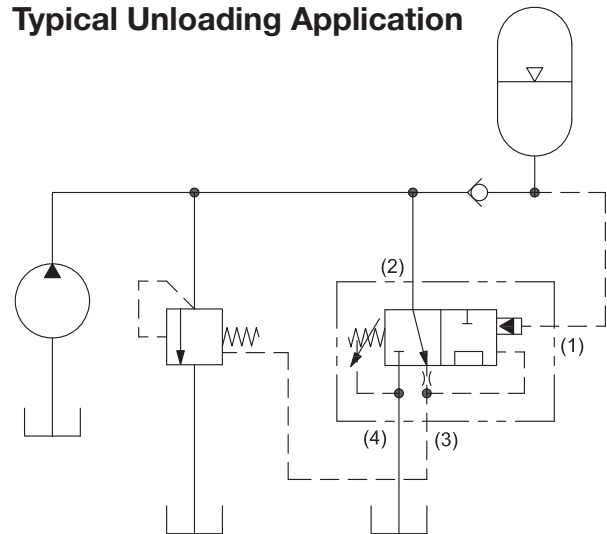 Typical Unloading Application
(2)
(1)
(4)
(3)